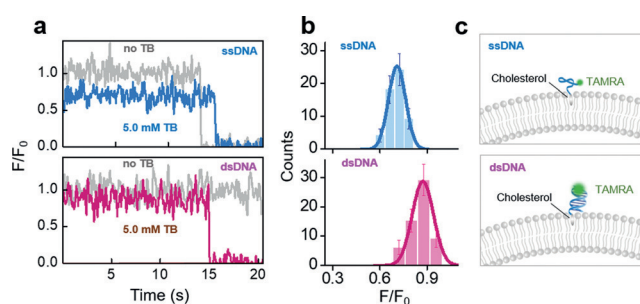 a
b
c
no TB
ssDNA
1.0
0.5
0.0
5.0 mM TB
F/F0
no TB
dsDNA
1.0
0.5
0.0
5.0 mM TB
5 10 15 20
Time (s)
ssDNA
30
20
10
0
Counts
dsDNA
30
20
10
0
0.3 0.6 0.9
F/F0
ssDNA
Cholesterol
TAMRA
dsDNA
Cholesterol
TAMRA